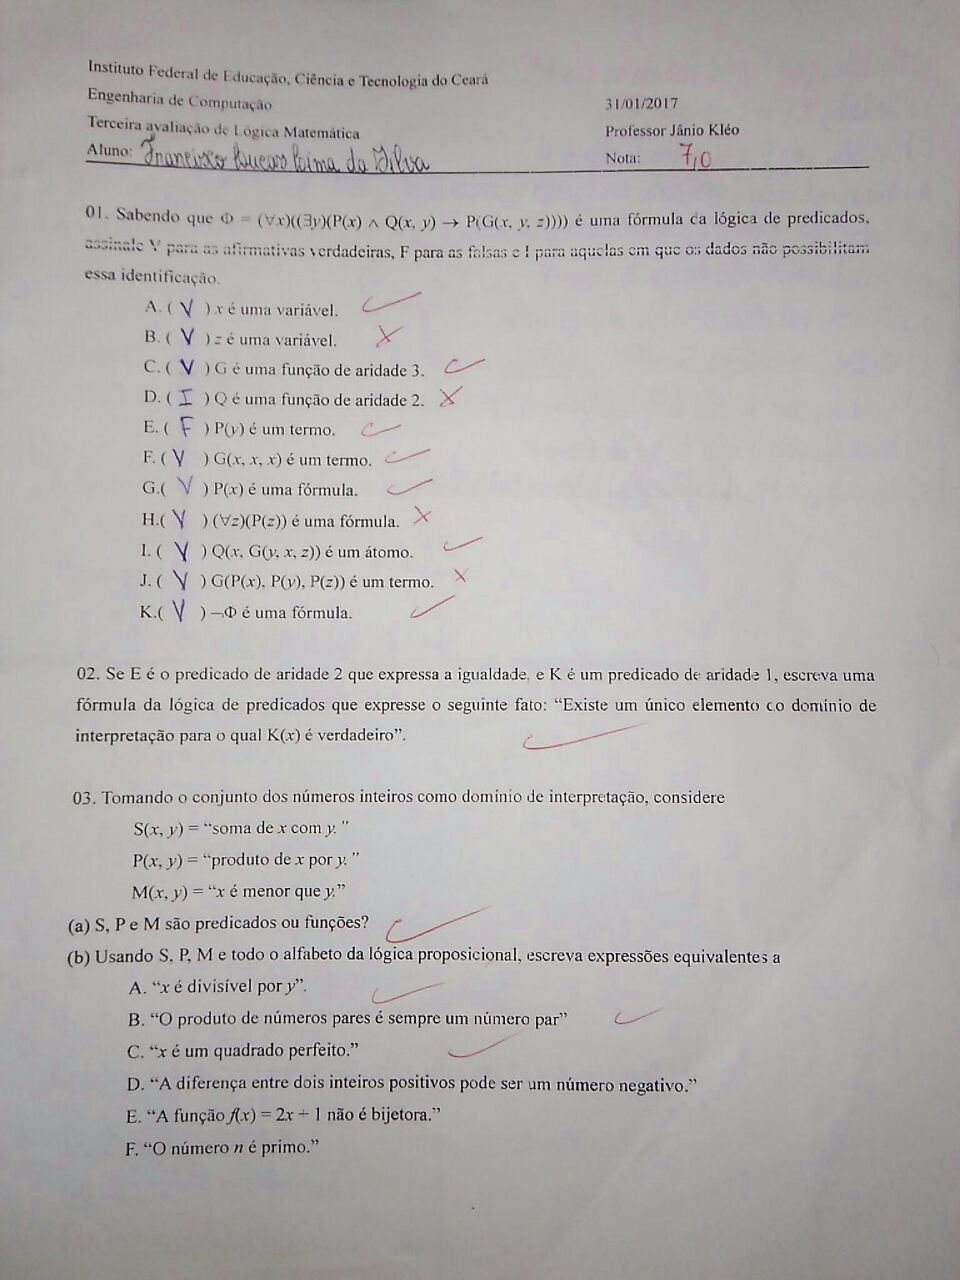 Instituto Federal de Educação, Ciência e Tecnologia do Ceará
Engenharia de Computação 31/01/2017
Terceira avaliação de Lógica Matemática Professor Jânio Kléo
Aluno: Francisco Lucas Lima da Silva Nota: 7,0
01. Sabendo que Φ = (∀x)((∃y)(P(x) ∧ Q(x, y) → P(G(x, y, z)))) é uma fórmula da lógica de predicados,
assinale V para as afirmativas verdadeiras, F para as falsas e I para aquelas em que os dados não possibilitam
essa identificação.
A. ( V ) x é uma variável.
B. ( V ) z é uma variável.
C. ( V ) G é uma função de aridade 3.
D. ( I ) Q é uma função de aridade 2.
E. ( F ) P(y) é um termo.
F. ( V ) G(x, x, x) é um termo.
G.( V ) P(x) é uma fórmula.
H.( V ) (∀z)(P(z)) é uma fórmula.
I. ( V ) Q(x, G(y, x, z)) é um átomo.
J. ( V ) G(P(x), P(y), P(z)) é um termo.
K.( V ) ¬Φ é uma fórmula.
02. Se E é o predicado de aridade 2 que expressa a igualdade, e K é um predicado de aridade 1, escreva uma
fórmula da lógica de predicados que expresse o seguinte fato: “Existe um único elemento do domínio de
interpretação para o qual K(x) é verdadeiro”.
03. Tomando o conjunto dos números inteiros como domínio de interpretação, considere
S(x, y) = “soma de x com y. ”
P(x, y) = “produto de x por y. ”
M(x, y) = “x é menor que y.”
(a) S, P e M são predicados ou funções?
(b) Usando S, P, M e todo o alfabeto da lógica proposicional, escreva expressões equivalentes a
A. “x é divisível por y”.
B. “O produto de números pares é sempre um número par”
C. “x é um quadrado perfeito.”
D. “A diferença entre dois inteiros positivos pode ser um número negativo.”
E. “A função f(x) = 2x + 1 não é bijetora.”
F. “O número n é primo.”